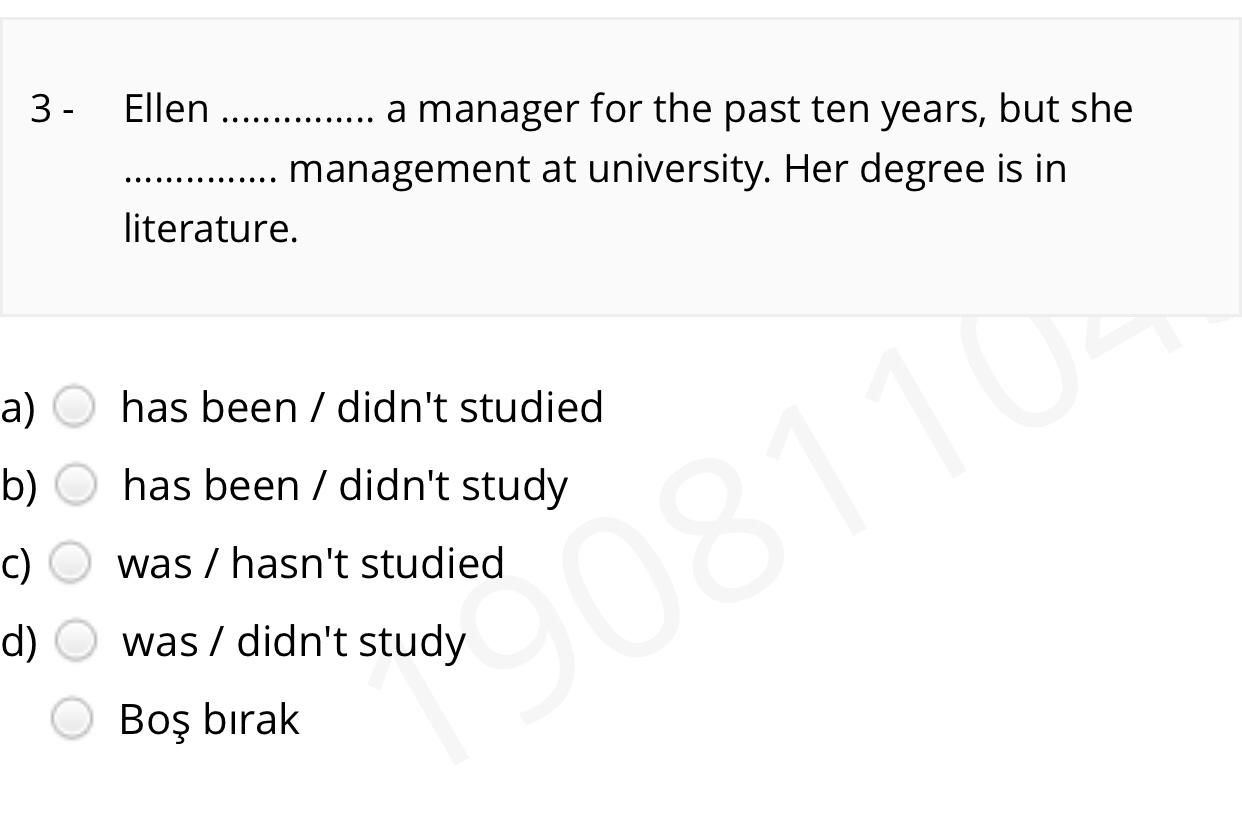 3 - Ellen ............... a manager for the past ten years, but she
............... management at university. Her degree is in
literature.
a) has been / didn't studied
b) has been / didn't study
c) was / hasn't studied
d) was / didn't study
Boş bırak